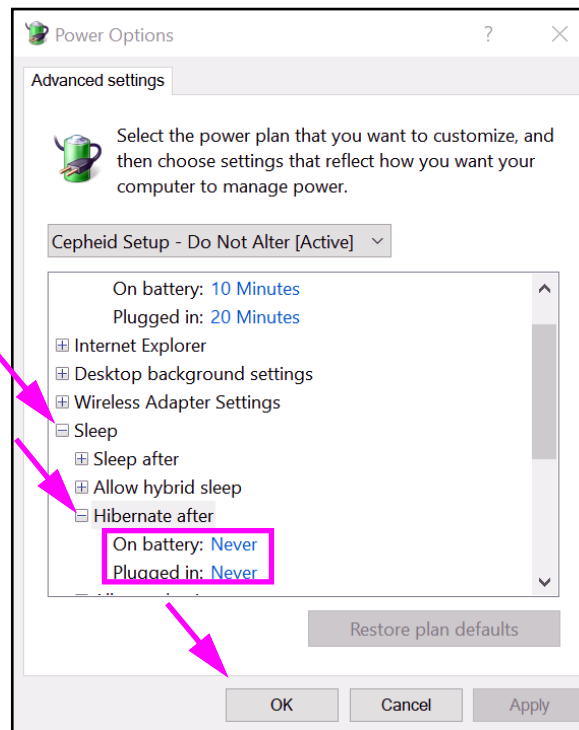 Power Options
?
Advanced settings
Select the power plan that you want to customize, and
then choose settings that reflect how you want your
computer to manage power.
Cepheid Setup - Do Not Alter [Active]
On battery: 10 Minutes
Plugged in: 20 Minutes
Internet Explorer
Desktop background settings
Wireless Adapter Settings
Sleep
Sleep after
Allow hybrid sleep
Hibernate after
On battery: Never
Plugged in: Never
Restore plan defaults
OK Cancel Apply